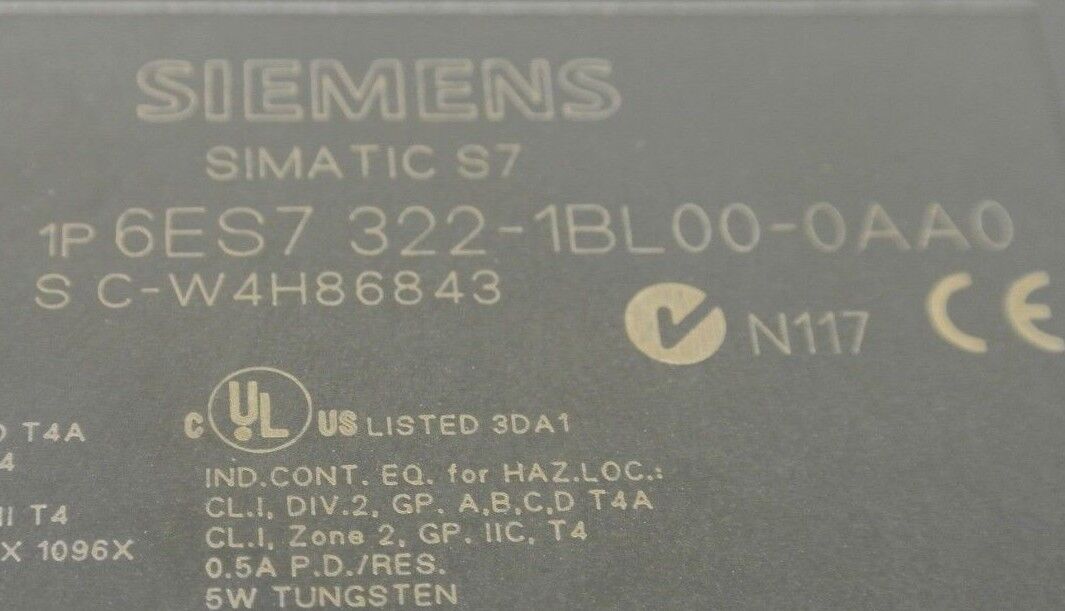 SIEMENS
SIMATIC S7
1P 6ES7 322-1BL00-0AA0
S C-W4H86843
N117 CE
C UL US LISTED 3DA1
T4A
4
IND.CONT. EQ. for HAZ.LOC.:
CL.I, DIV.2, GP. A,B,C,D T4A
II T4
CL.I, Zone 2, GP. IIC, T4
X 1096X
0.5A P.D./RES.
5W TUNGSTEN